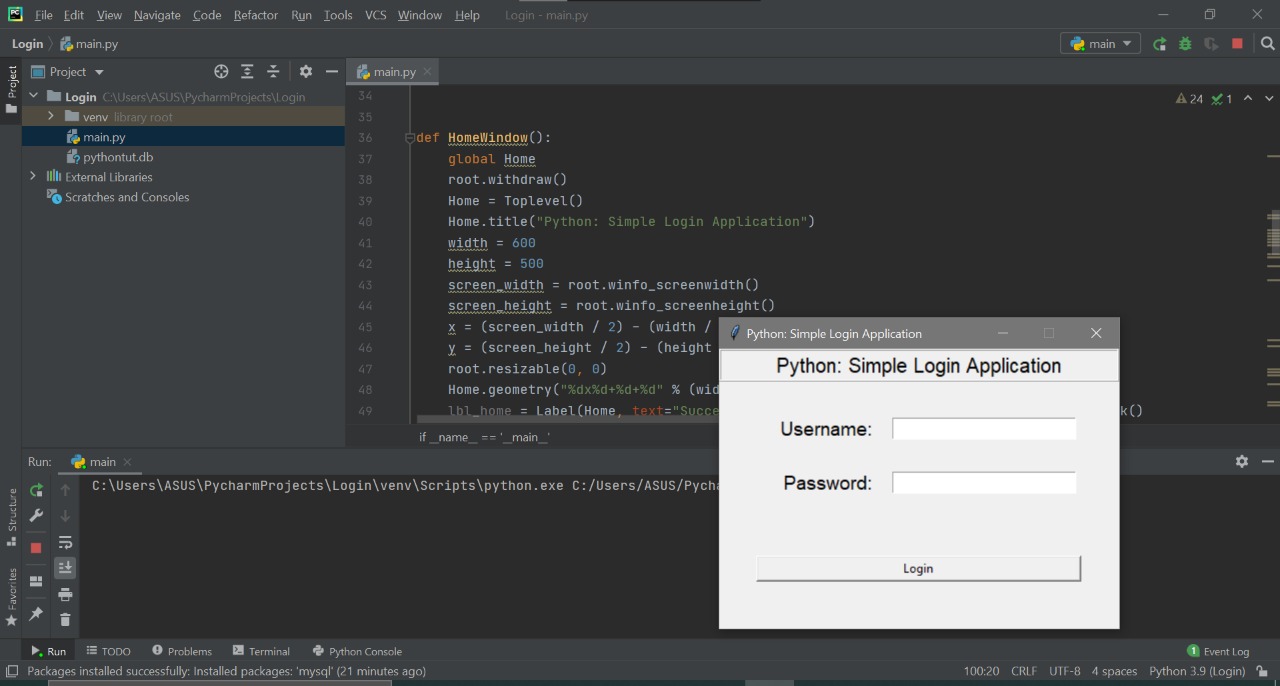 PC File Edit View Navigate Code Refactor Run Tools VCS Window Help Login - main.py
Login main.py main
Project Project main.py
Login C:\Users\ASUS\PycharmProjects\Login
venv library root
main.py
pythontut.db
External Libraries
Scratches and Consoles
24 1
34
35
36 def HomeWindow():
37 global Home
38 root.withdraw()
39 Home = Toplevel()
40 Home.title("Python: Simple Login Application")
41 width = 600
42 height = 500
43 screen_width = root.winfo_screenwidth()
44 screen_height = root.winfo_screenheight()
45 x = (screen_width / 2) - (width /
46 y = (screen_height / 2) - (height
47 root.resizable(0, 0)
48 Home.geometry("%dx%d+%d+%d" % (wid
49 lbl_home = Label(Home, text="Succe k()
if __name__ == '__main__'
Python: Simple Login Application
Python: Simple Login Application
Username:
Password:
Login
Run: main
C:\Users\ASUS\PycharmProjects\Login\venv\Scripts\python.exe C:/Users/ASUS/Pycha
Structure
Favorites
Run TODO Problems Terminal Python Console 1 Event Log
Packages installed successfully: Installed packages: 'mysql' (21 minutes ago) 100:20 CRLF UTF-8 4 spaces Python 3.9 (Login)